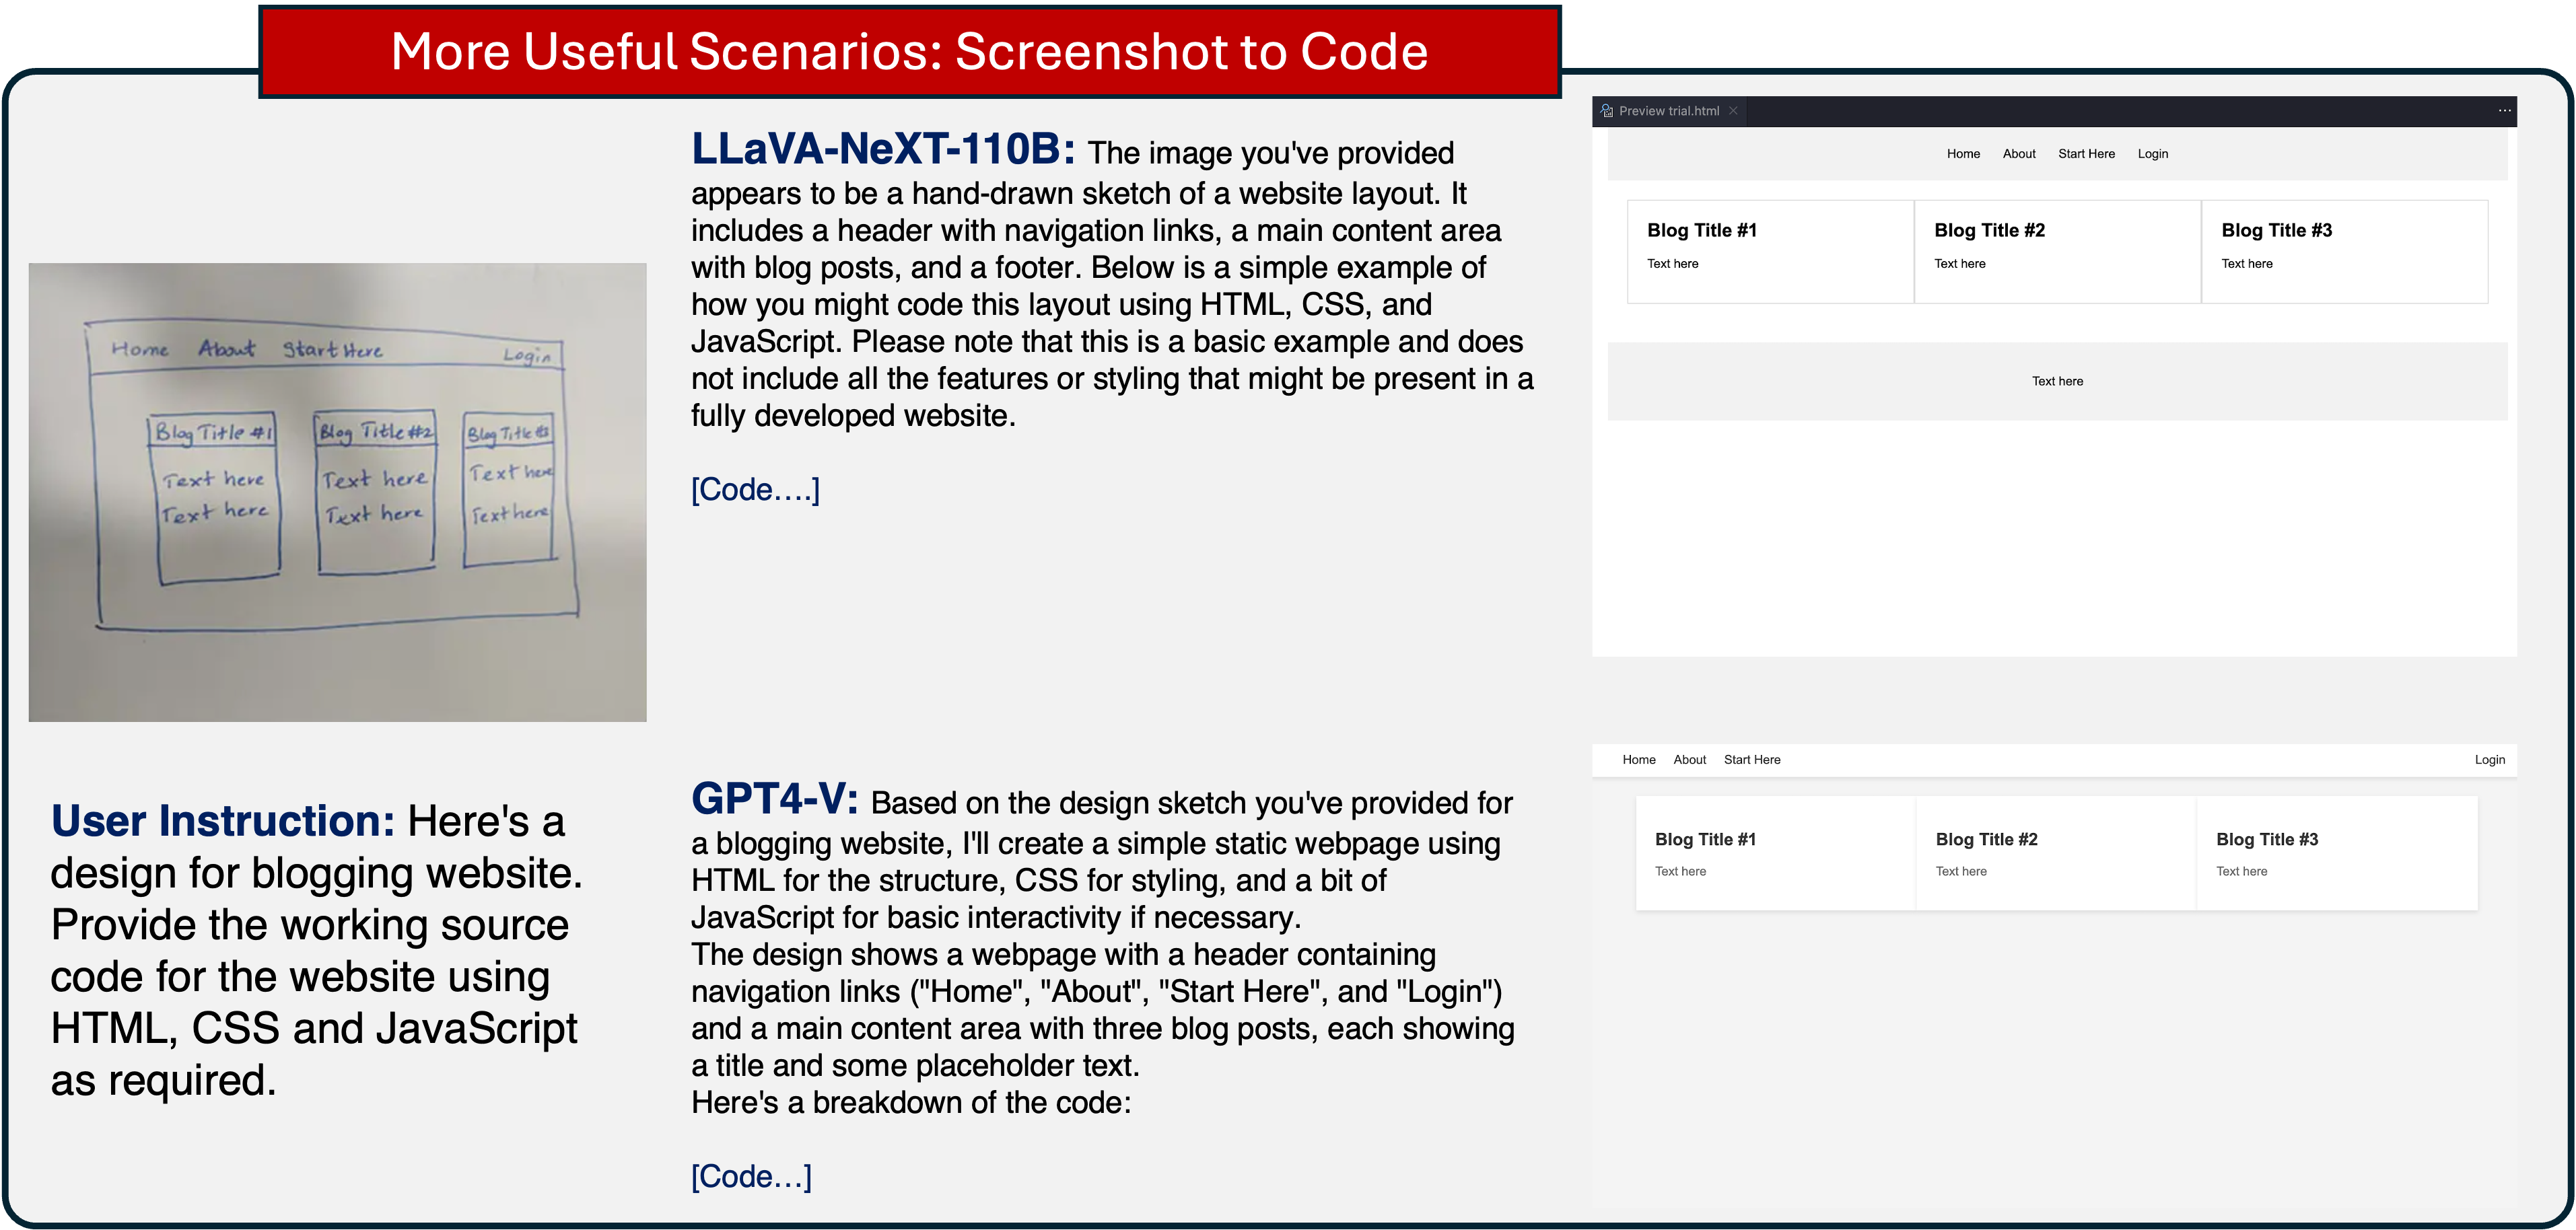 More Useful Scenarios: Screenshot to Code
Home About Start Here Login
Blog Title #1 Blog Title #2 Blog Title #3
Text here Text here Text here
Text here Text here Text here
User Instruction: Here's a
design for blogging website.
Provide the working source
code for the website using
HTML, CSS and JavaScript
as required.
LLaVA-NeXT-110B: The image you've provided
appears to be a hand-drawn sketch of a website layout. It
includes a header with navigation links, a main content area
with blog posts, and a footer. Below is a simple example of
how you might code this layout using HTML, CSS, and
JavaScript. Please note that this is a basic example and does
not include all the features or styling that might be present in a
fully developed website.
[Code....]
Preview trial.html
Home About Start Here Login
Blog Title #1 Blog Title #2 Blog Title #3
Text here Text here Text here
Text here
GPT4-V: Based on the design sketch you've provided for
a blogging website, I'll create a simple static webpage using
HTML for the structure, CSS for styling, and a bit of
JavaScript for basic interactivity if necessary.
The design shows a webpage with a header containing
navigation links ("Home", "About", "Start Here", and "Login")
and a main content area with three blog posts, each showing
a title and some placeholder text.
Here's a breakdown of the code:
[Code...]
Home About Start Here Login
Blog Title #1 Blog Title #2 Blog Title #3
Text here Text here Text here